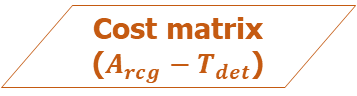 Cost matrix
(A_rcg − T_det)